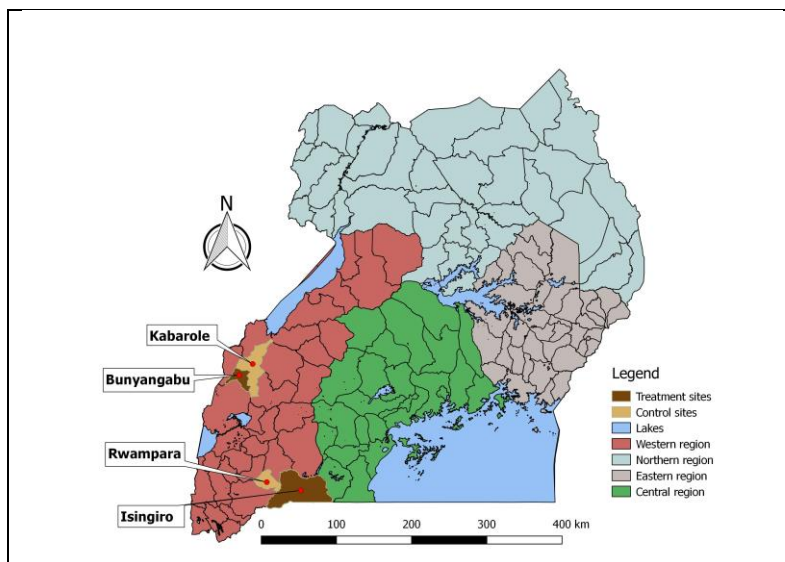 N
Kabarole
Bunyangabu
Rwampara
Isingiro
Legend
Treatment sites
Control sites
Lakes
Western region
Northern region
Eastern region
Central region
0 100 200 300 400 km